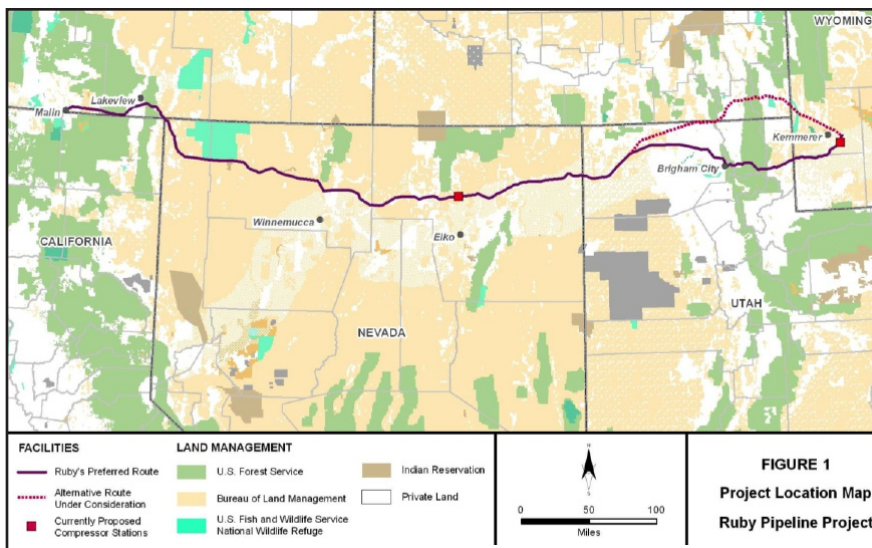 WYOMING
Lakeview
Malin
Kemmerer
Brigham City
Winnemucca
Elko
CALIFORNIA
UTAH
NEVADA
FACILITIES
Ruby's Preferred Route
Alternative Route
Under Consideration
Currently Proposed
Compressor Stations
LAND MANAGEMENT
U.S. Forest Service
Bureau of Land Management
U.S. Fish and Wildlife Service
National Wildlife Refuge
Indian Reservation
Private Land
N
0 50 100
Miles
FIGURE 1
Project Location Map
Ruby Pipeline Project